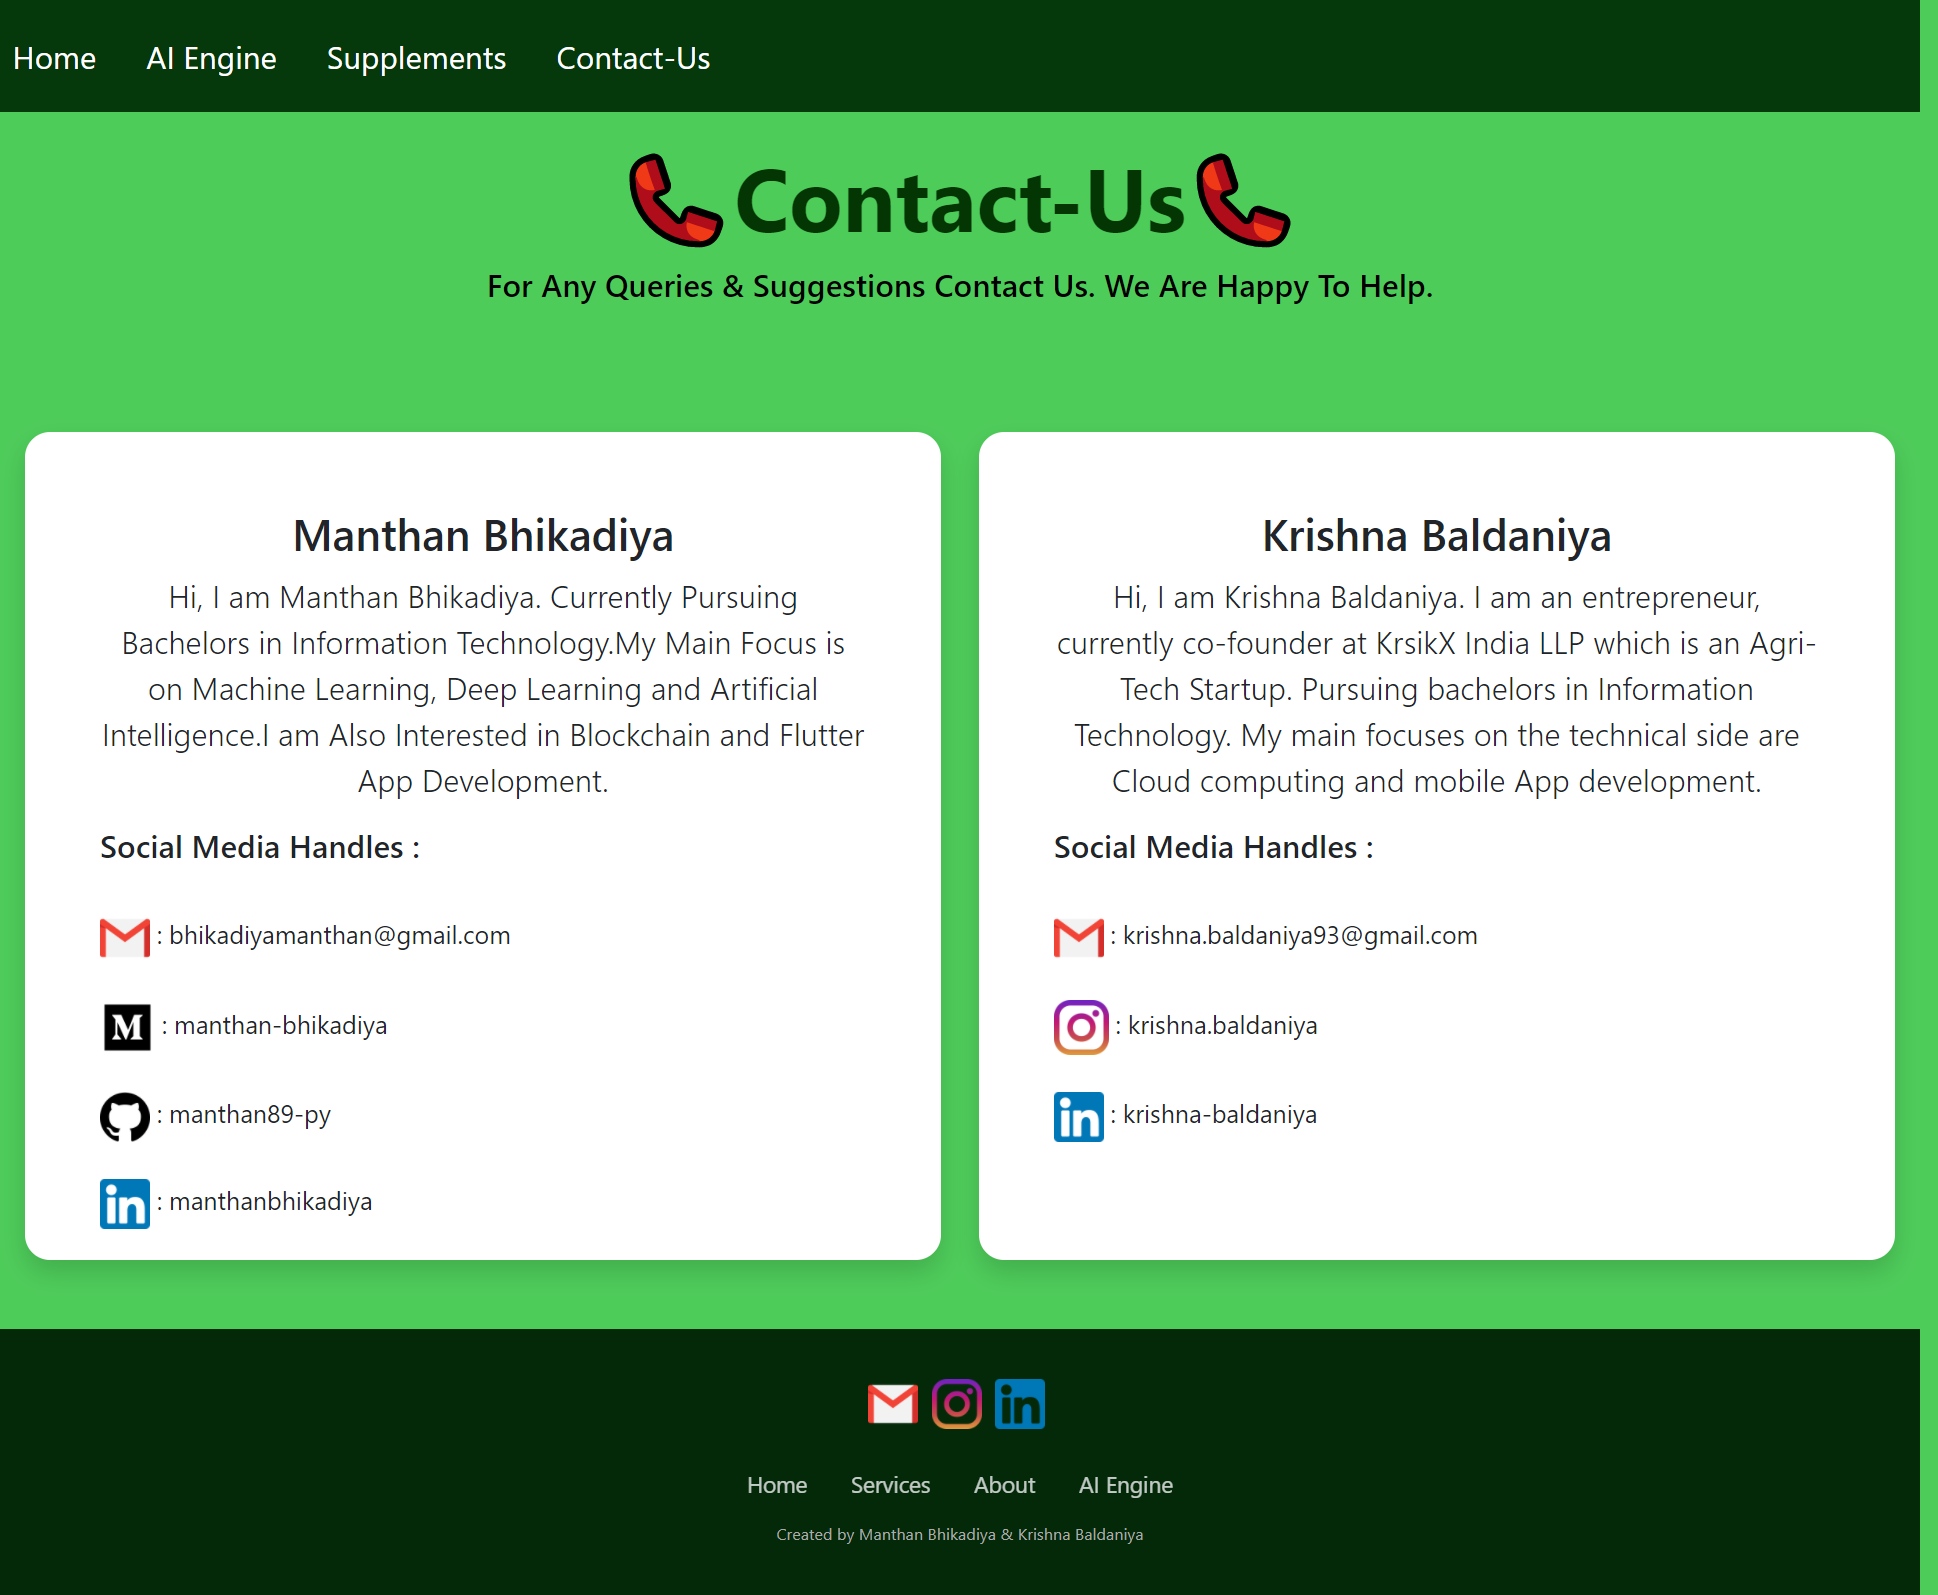 Home AI Engine Supplements Contact-Us
Contact-Us
For Any Queries & Suggestions Contact Us. We Are Happy To Help.
Manthan Bhikadiya
Hi, I am Manthan Bhikadiya. Currently Pursuing
Bachelors in Information Technology.My Main Focus is
on Machine Learning, Deep Learning and Artificial
Intelligence.I am Also Interested in Blockchain and Flutter
App Development.
Social Media Handles :
: bhikadiyamanthan@gmail.com
M : manthan-bhikadiya
: manthan89-py
in : manthanbhikadiya
Krishna Baldaniya
Hi, I am Krishna Baldaniya. I am an entrepreneur,
currently co-founder at KrsikX India LLP which is an Agri-
Tech Startup. Pursuing bachelors in Information
Technology. My main focuses on the technical side are
Cloud computing and mobile App development.
Social Media Handles :
: krishna.baldaniya93@gmail.com
: krishna.baldaniya
in : krishna-baldaniya
in
Home Services About AI Engine
Created by Manthan Bhikadiya & Krishna Baldaniya